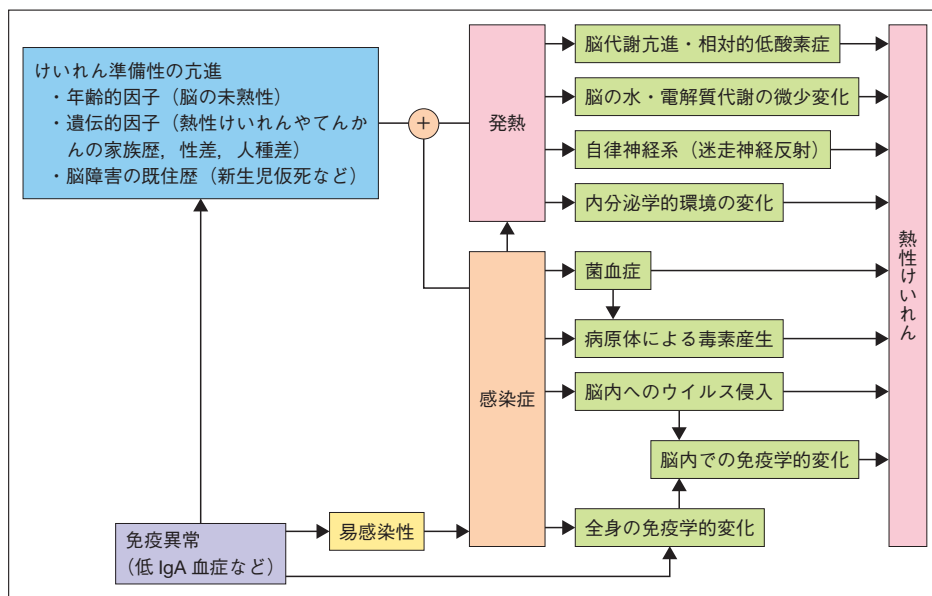 けいれん準備性の亢進
・年齢的因子（脳の未熟性）
・遺伝的因子（熱性けいれんやてんか
んの家族歴，性差，人種差）
・脳障害の既住歴（新生児仮死など）
+
発熱
脳代謝亢進・相対的低酸素症
脳の水・電解質代謝の微少変化
自律神経系（迷走神経反射）
内分泌学的環境の変化
感染症
菌血症
病原体による毒素産生
脳内へのウイルス侵入
脳内での免疫学的変化
全身の免疫学的変化
易感染性
免疫異常
（低 IgA 血症など）
熱性けいれん